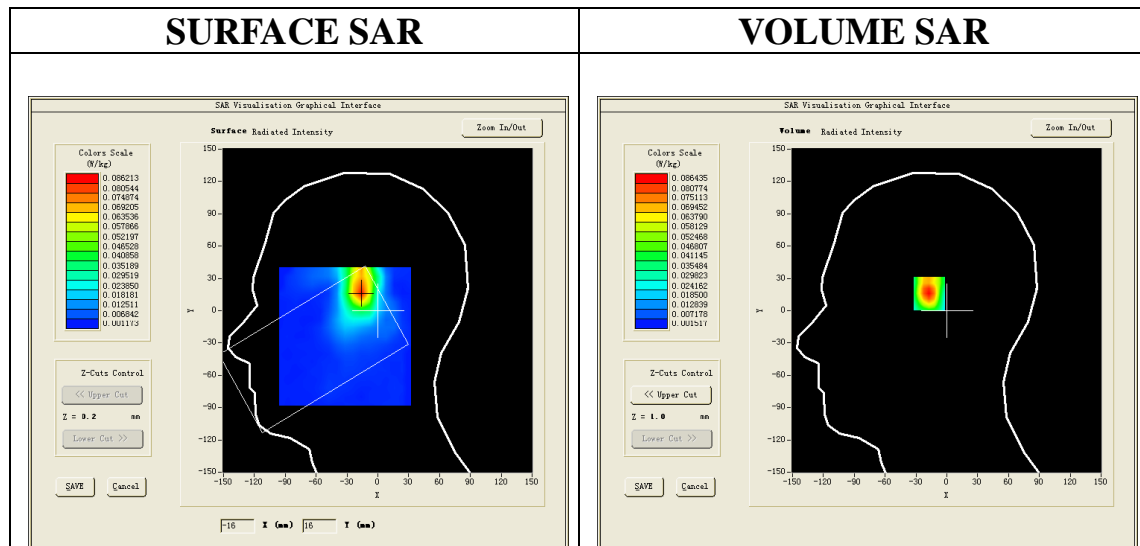 SURFACE SAR
VOLUME SAR
SAR Visualisation Graphical Interface
Surface Radiated Intensity
Zoom In/Out
Colors Scale
(W/kg)
0.086213
0.080544
0.074874
0.069205
0.063536
0.057866
0.052197
0.046528
0.040858
0.035189
0.029519
0.023850
0.018181
0.012511
0.006842
0.001173
150
120
90
60
30
0
-30
-60
-90
-120
-150
Y
-150 -120 -90 -60 -30 0 30 60 90 120 150
X
Z-Cuts Control
<< Upper Cut
Z = 0.2 mm
Lower Cut >>
SAVE
Cancel
-16 X (mm) 16 Y (mm)
SAR Visualisation Graphical Interface
Volume Radiated Intensity
Zoom In/Out
Colors Scale
(W/kg)
0.086435
0.080774
0.075113
0.069452
0.063790
0.058129
0.052468
0.046807
0.041145
0.035484
0.029823
0.024162
0.018500
0.012839
0.007178
0.001517
150
120
90
60
30
0
-30
-60
-90
-120
-150
Y
-150 -120 -90 -60 -30 0 30 60 90 120 150
X
Z-Cuts Control
<< Upper Cut
Z = 1.0 mm
Lower Cut >>
SAVE
Cancel